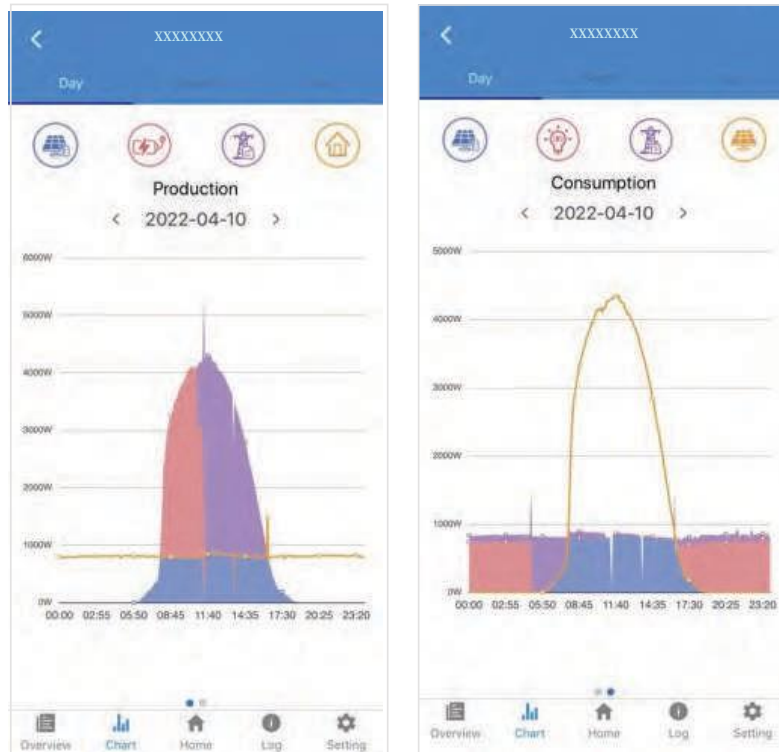 xxxxxxxx
Day
Production
2022-04-10
6000W
5000W
4000W
3000W
2000W
1000W
0W
00:00 02:55 05:50 08:45 11:40 14:35 17:30 20:25 23:20
Overview Chart Home Log Setting
xxxxxxxx
Day
Consumption
2022-04-10
5000W
4000W
3000W
2000W
1000W
0W
00:00 02:55 05:50 08:45 11:40 14:35 17:30 20:25 23:20
Overview Chart Home Log Setting